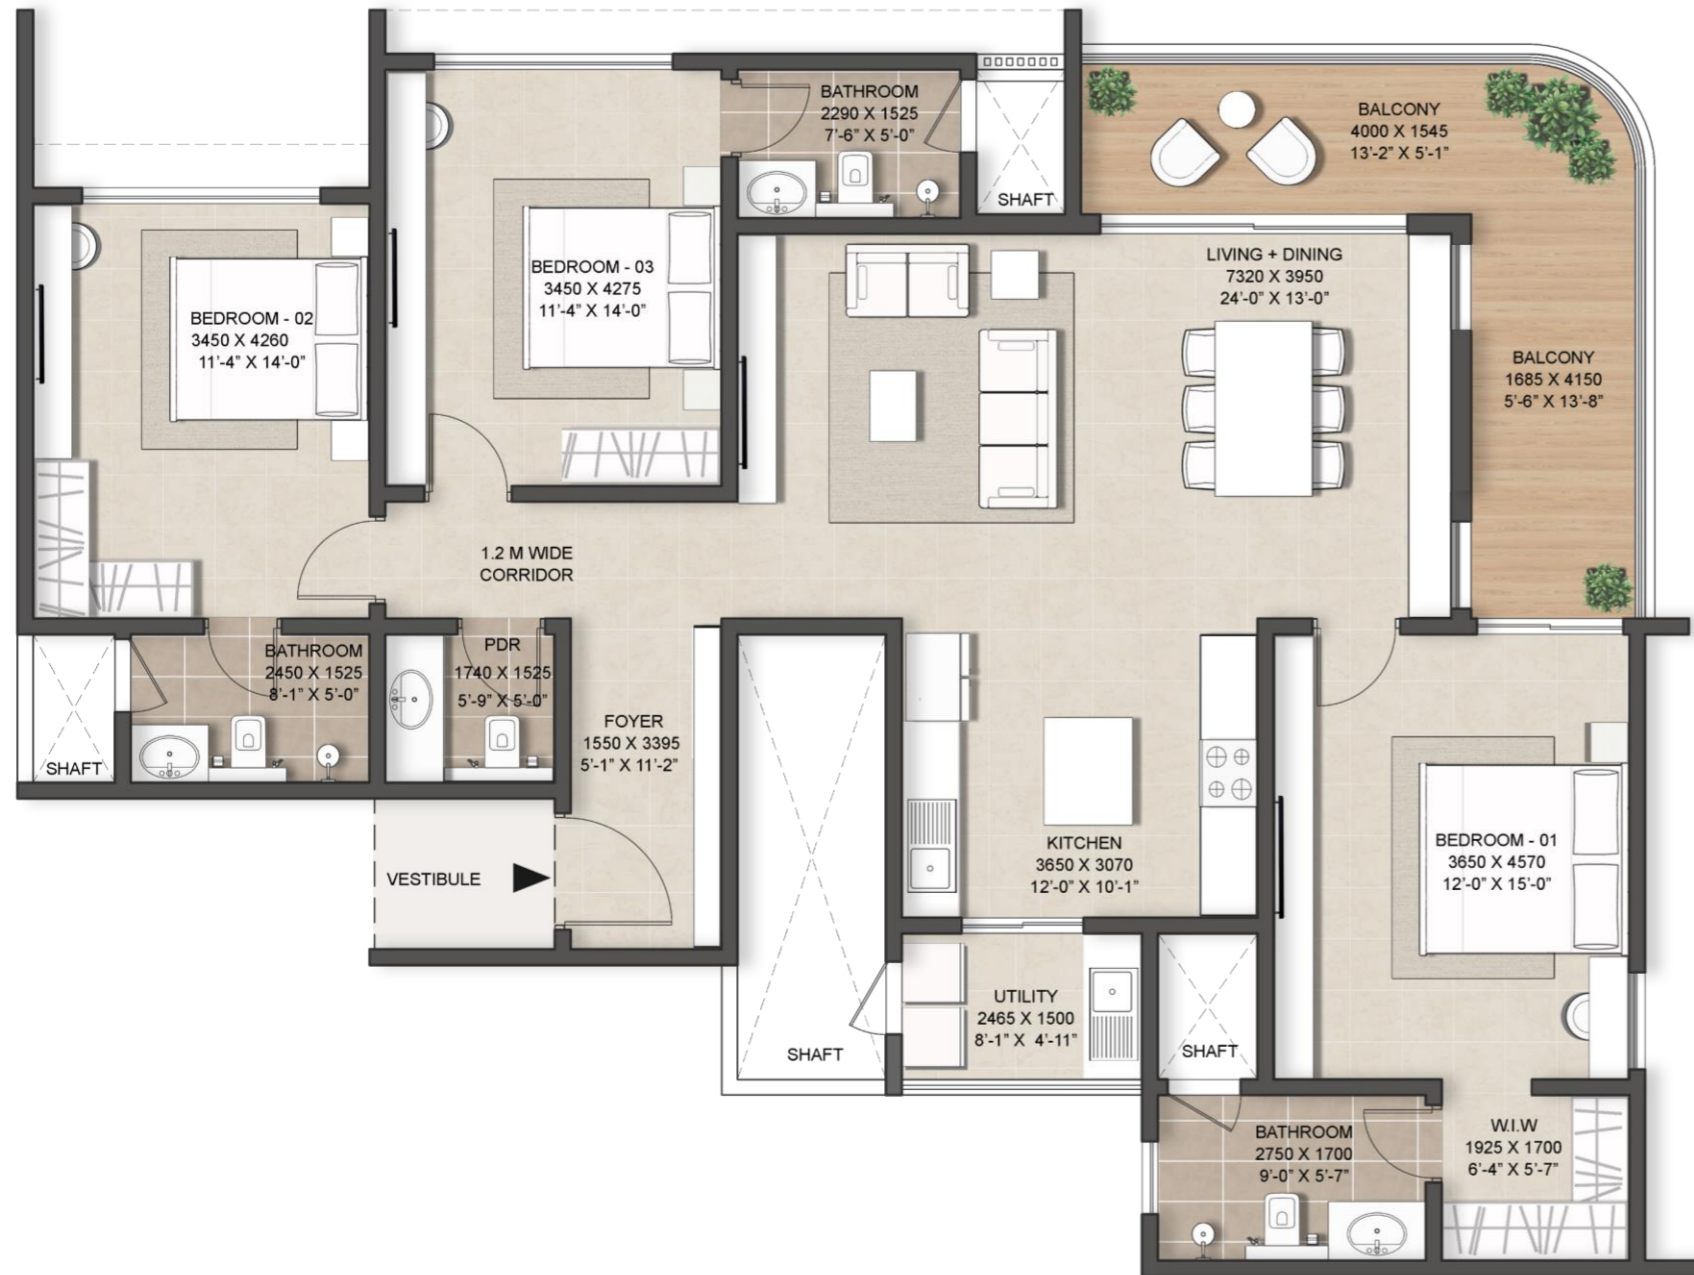 BATHROOM
2290 X 1525
7'-6" X 5'-0"
SHAFT
BALCONY
4000 X 1545
13'-2" X 5'-1"
BEDROOM - 02
3450 X 4260
11'-4" X 14'-0"
BEDROOM - 03
3450 X 4275
11'-4" X 14'-0"
LIVING + DINING
7320 X 3950
24'-0" X 13'-0"
BALCONY
1685 X 4150
5'-6" X 13'-8"
1.2 M WIDE
CORRIDOR
BATHROOM
2450 X 1525
8'-1" X 5'-0"
SHAFT
PDR
1740 X 1525
5'-9" X 5'-0"
FOYER
1550 X 3395
5'-1" X 11'-2"
VESTIBULE
KITCHEN
3650 X 3070
12'-0" X 10'-1"
BEDROOM - 01
3650 X 4570
12'-0" X 15'-0"
SHAFT
UTILITY
2465 X 1500
8'-1" X 4'-11"
SHAFT
BATHROOM
2750 X 1700
9'-0" X 5'-7"
W.I.W
1925 X 1700
6'-4" X 5'-7"